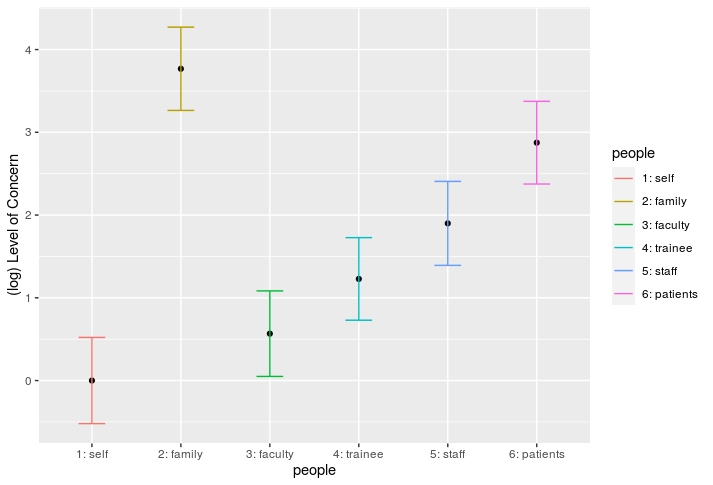 (log) Level of Concern
4
3
2
1
0
1: self
2: family
3: faculty
4: trainee
5: staff
6: patients
people
people
1: self
2: family
3: faculty
4: trainee
5: staff
6: patients